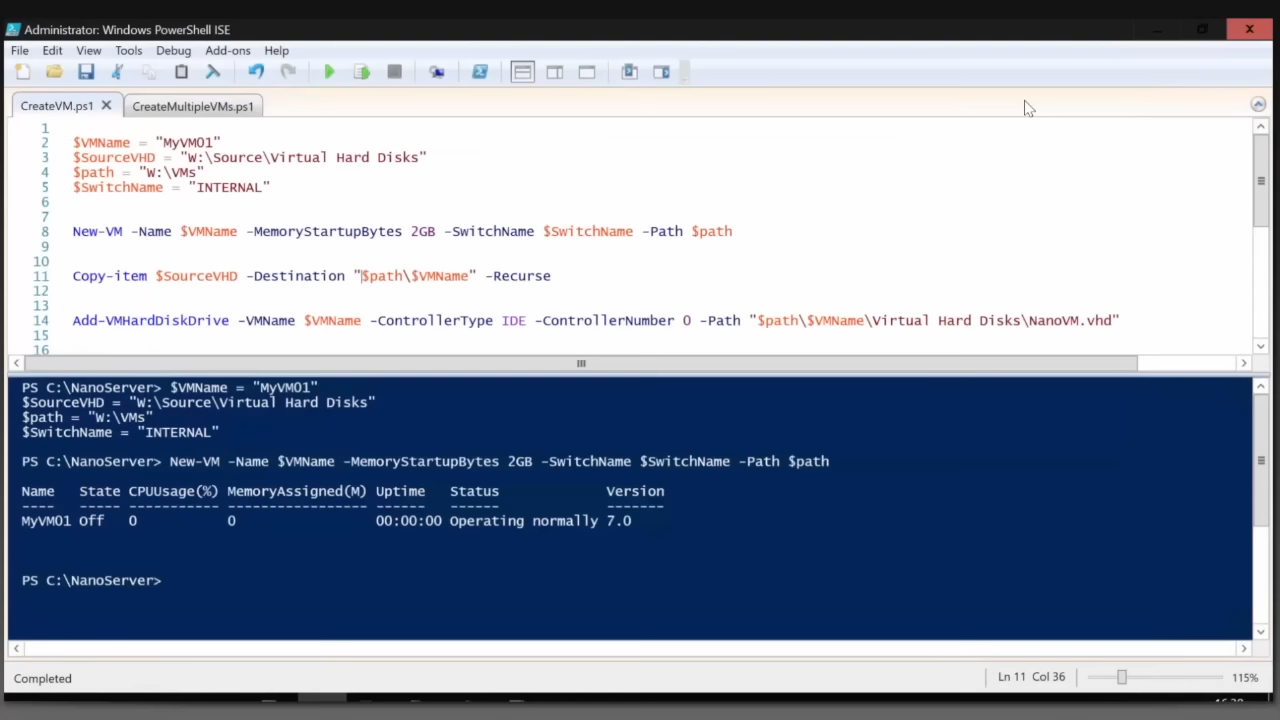 Administrator: Windows PowerShell ISE
File Edit View Tools Debug Add-ons Help
CreateVM.ps1 CreateMultipleVMs.ps1
1
2 $VMName = "MyVM01"
3 $SourceVHD = "W:\Source\Virtual Hard Disks"
4 $path = "W:\VMs"
5 $SwitchName = "INTERNAL"
6
7
8 New-VM -Name $VMName -MemoryStartupBytes 2GB -SwitchName $SwitchName -Path $path
9
10
11 Copy-item $SourceVHD -Destination "$path\$VMName" -Recurse
12
13
14 Add-VMHardDiskDrive -VMName $VMName -ControllerType IDE -ControllerNumber 0 -Path "$path\$VMName\Virtual Hard Disks\NanoVM.vhd"
15
16
PS C:\NanoServer> $VMName = "MyVM01"
$SourceVHD = "W:\Source\Virtual Hard Disks"
$path = "W:\VMs"
$SwitchName = "INTERNAL"
PS C:\NanoServer> New-VM -Name $VMName -MemoryStartupBytes 2GB -SwitchName $SwitchName -Path $path
Name State CPUUsage(%) MemoryAssigned(M) Uptime Status Version
---- ----- ----------- ----------------- ------ ------ -------
MyVM01 Off 0 0 00:00:00 Operating normally 7.0
PS C:\NanoServer>
Completed Ln 11 Col 36 115%